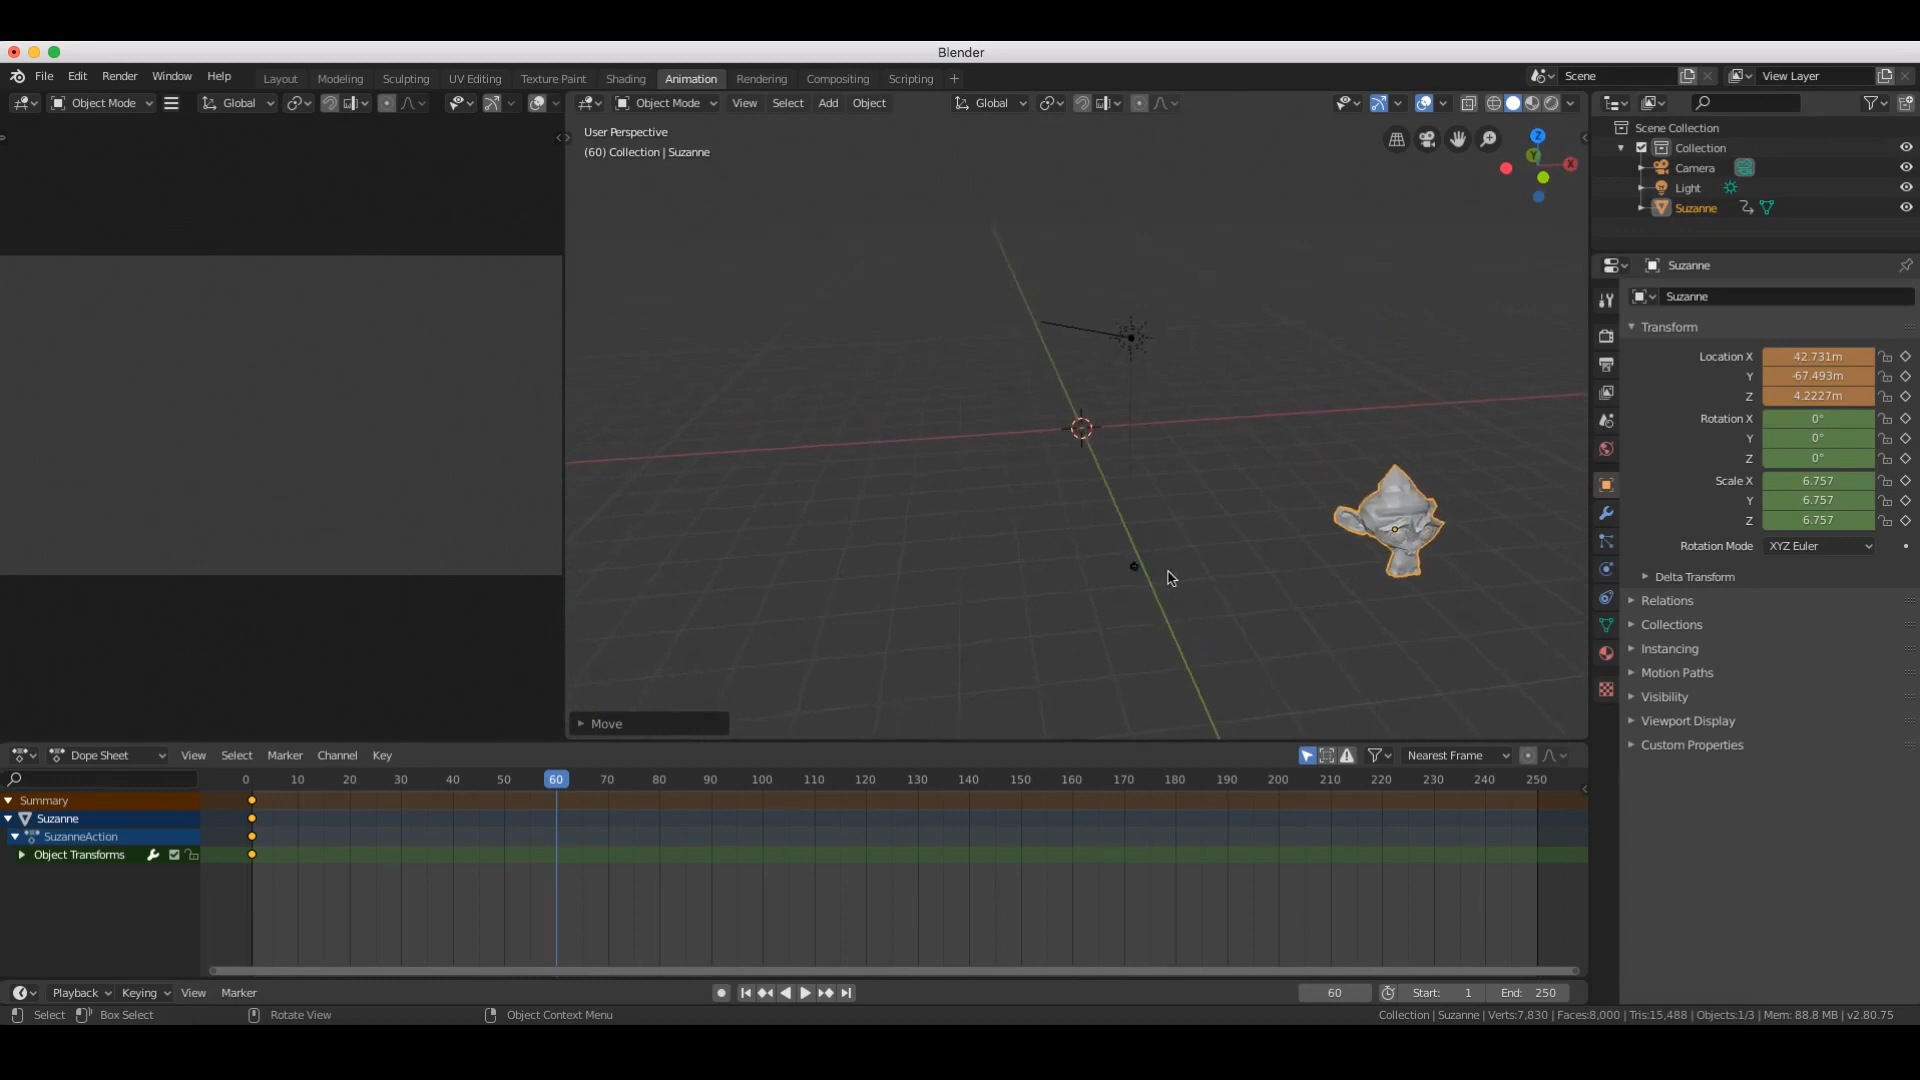 Blender
File Edit Render Window Help Layout Modeling Sculpting UV Editing Texture Paint Shading Animation Rendering Compositing Scripting + Scene View Layer
Object Mode Global Object Mode View Select Add Object Global
User Perspective
(60) Collection | Suzanne
Z
Y
X
Scene Collection
Collection
Camera
Light
Suzanne
Suzanne
Suzanne
Transform
Location X 42.731m
Y -67.493m
Z 4.2227m
Rotation X 0°
Y 0°
Z 0°
Scale X 6.757
Y 6.757
Z 6.757
Rotation Mode XYZ Euler
Delta Transform
Relations
Collections
Instancing
Motion Paths
Visibility
Viewport Display
Custom Properties
Move
Dope Sheet View Select Marker Channel Key Nearest Frame
0 10 20 30 40 50 60 70 80 90 100 110 120 130 140 150 160 170 180 190 200 210 220 230 240 250
Summary
Suzanne
SuzanneAction
Object Transforms
Playback Keying View Marker 60 Start: 1 End: 250
Select Box Select Rotate View Object Context Menu Collection | Suzanne | Verts:7,830 | Faces:8,000 | Tris:15,488 | Objects:1/3 | Mem: 88.8 MB | v2.80.75